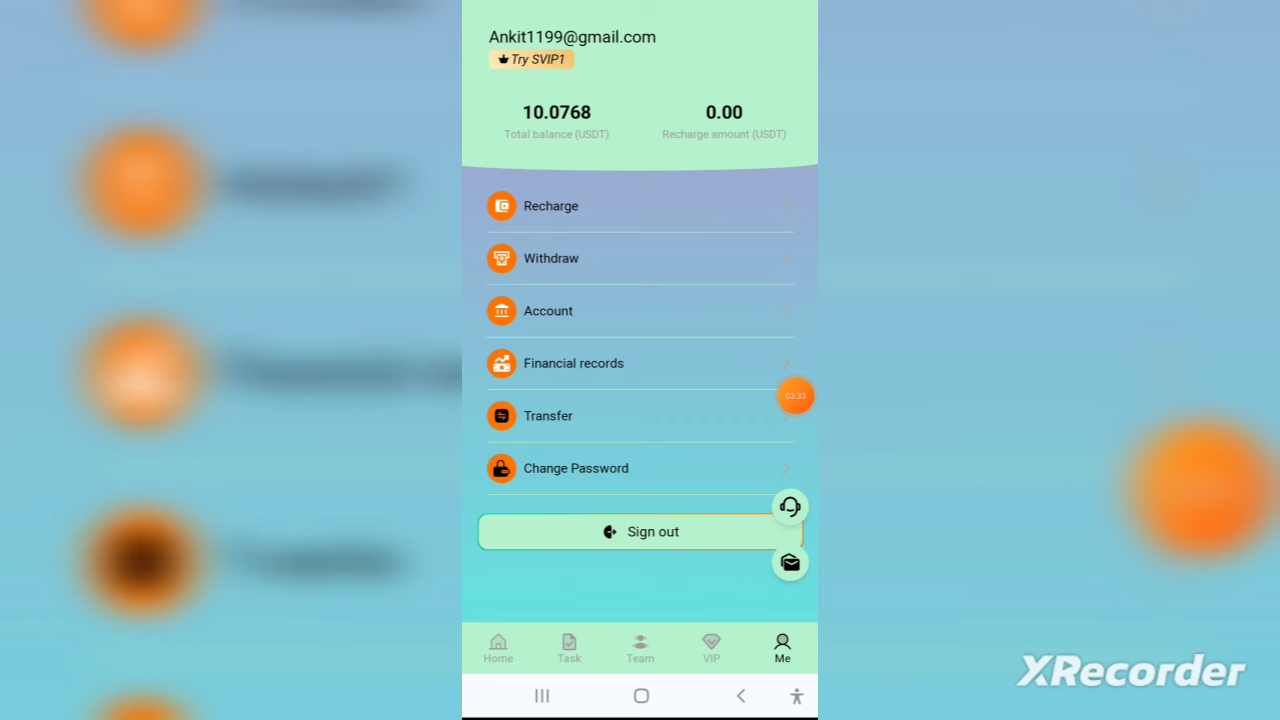 Ankit1199@gmail.com
Try SVIP1
10.0768
0.00
Total balance (USDT)
Recharge amount (USDT)
Recharge
Withdraw
Account
Financial records
03:33
Transfer
Change Password
Sign out
Home
Task
Team
VIP
Me
XRecorder